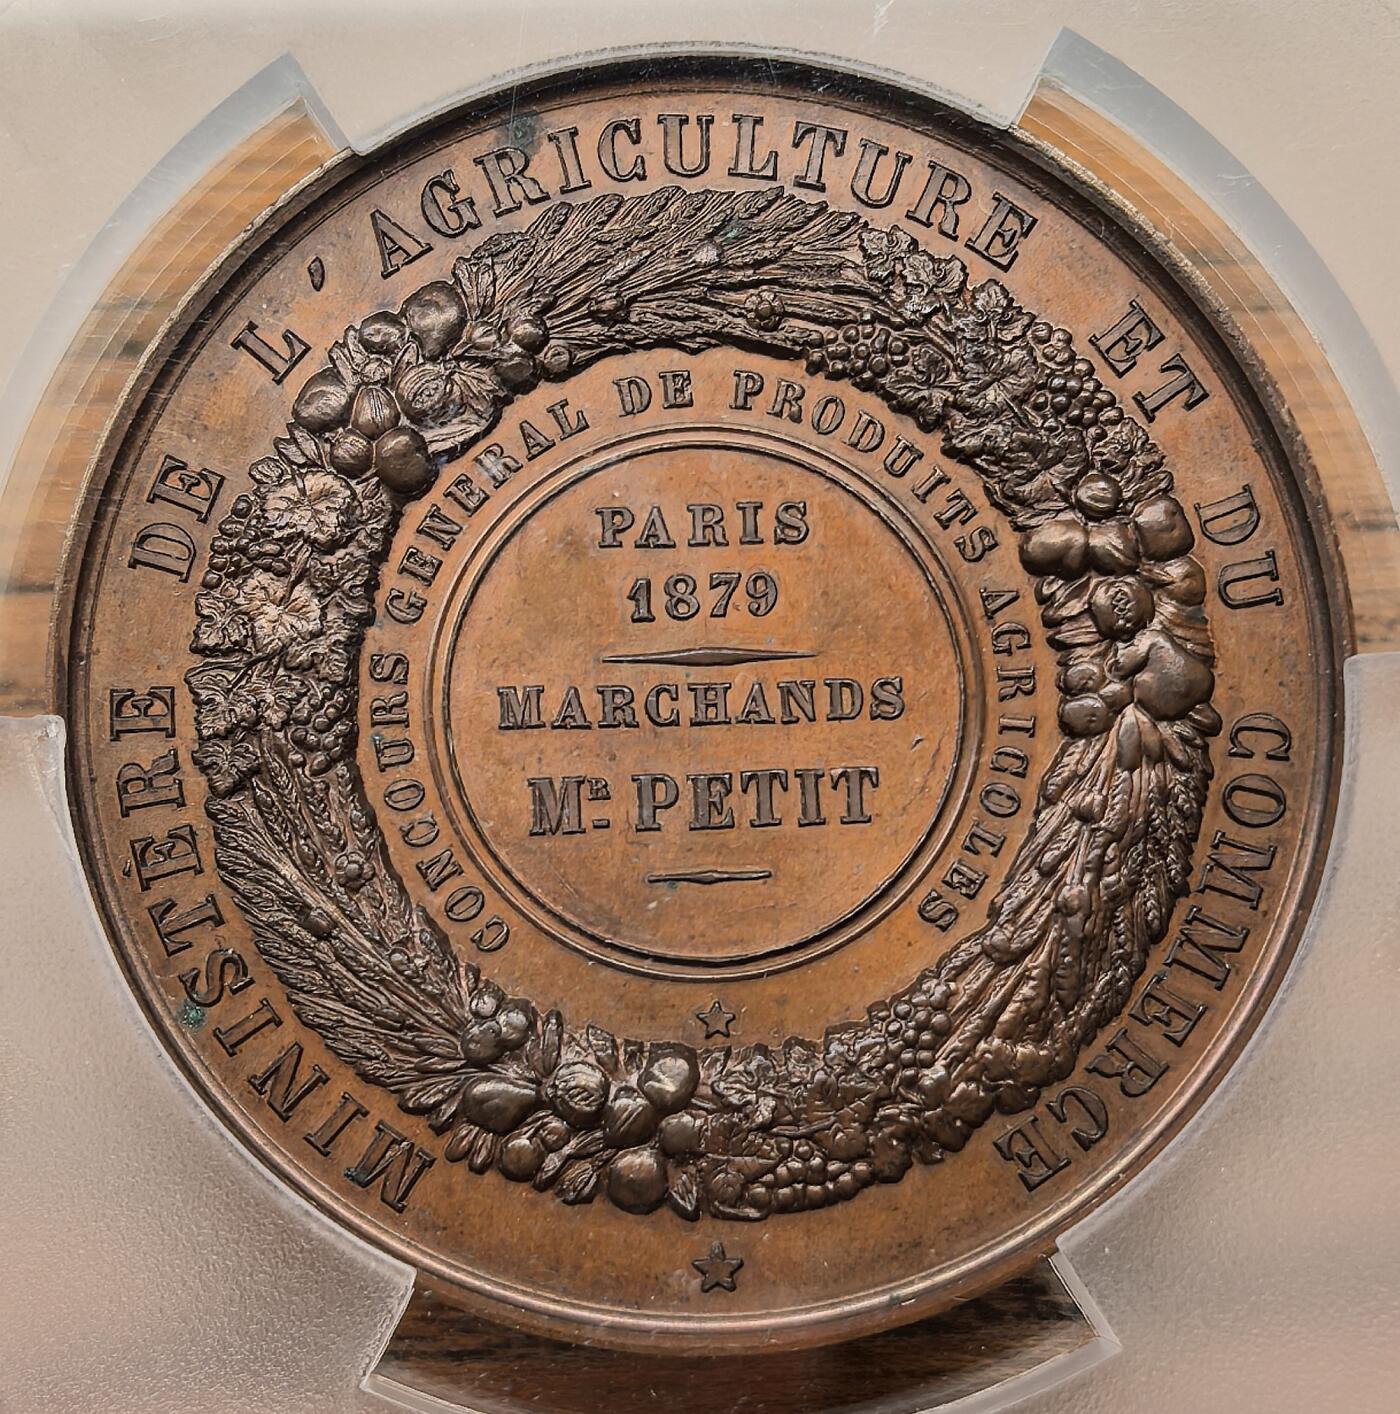 MINISTÈRE DE L'AGRICULTURE ET DU COMMERCE
CONCOURS GENERAL DE PRODUITS AGRICOLES
PARIS
1879
MARCHANDS
MR PETIT